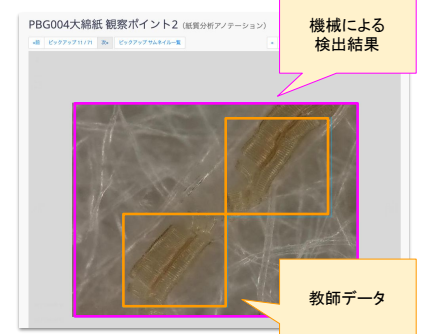 PBG004大綿紙 観察ポイント2 (紙質分析アノテーション)
«前 ピックアップ 11 / 71 次» ピックアップ サムネイル一覧
機械による
検出結果
教師データ